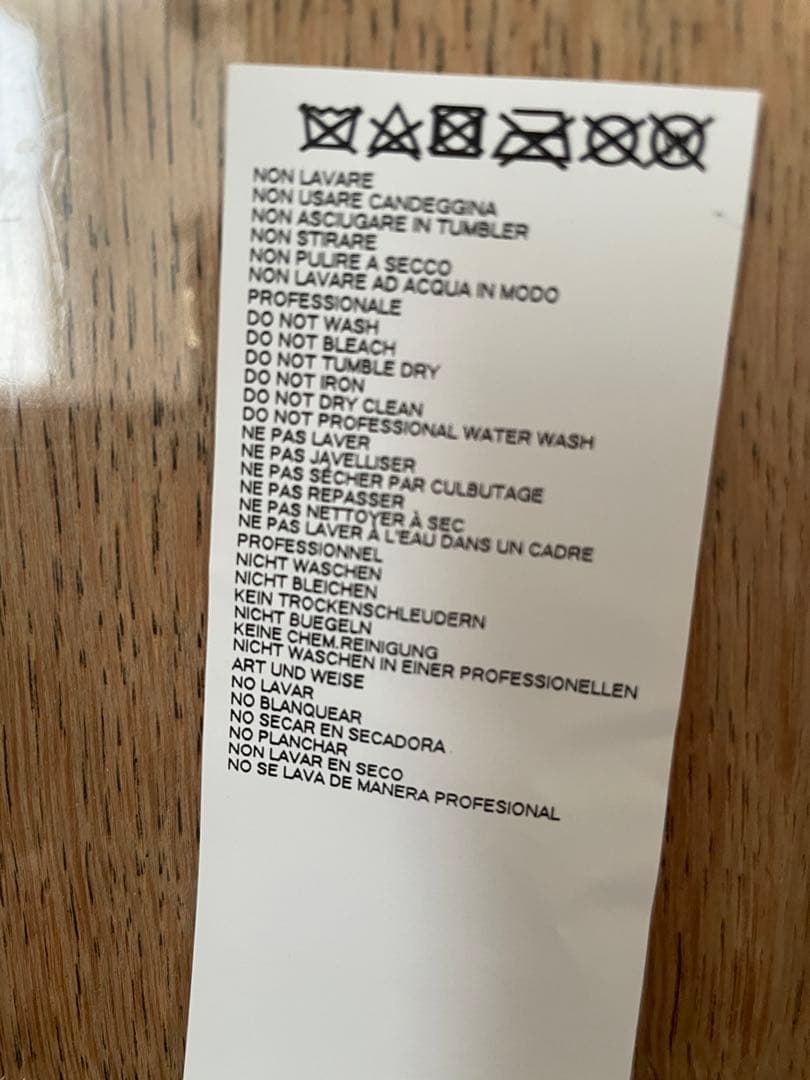 NON LAVARE
NON USARE CANDEGGINA
NON ASCIUGARE IN TUMBLER
NON STIRARE
NON PULIRE A SECCO
NON LAVARE AD ACQUA IN MODO
PROFESSIONALE
DO NOT WASH
DO NOT BLEACH
DO NOT TUMBLE DRY
DO NOT IRON
DO NOT DRY CLEAN
DO NOT PROFESSIONAL WATER WASH
NE PAS LAVER
NE PAS JAVELLISER
NE PAS SÉCHER PAR CULBUTAGE
NE PAS REPASSER
NE PAS NETTOYER À SEC
NE PAS LAVER À L'EAU DANS UN CADRE
PROFESSIONNEL
NICHT WASCHEN
NICHT BLEICHEN
KEIN TROCKENSCHLEUDERN
NICHT BUEGELN
KEINE CHEM.REINIGUNG
NICHT WASCHEN IN EINER PROFESSIONELLEN
ART UND WEISE
NO LAVAR
NO BLANQUEAR
NO SECAR EN SECADORA
NO PLANCHAR
NON LAVAR EN SECO
NO SE LAVA DE MANERA PROFESIONAL